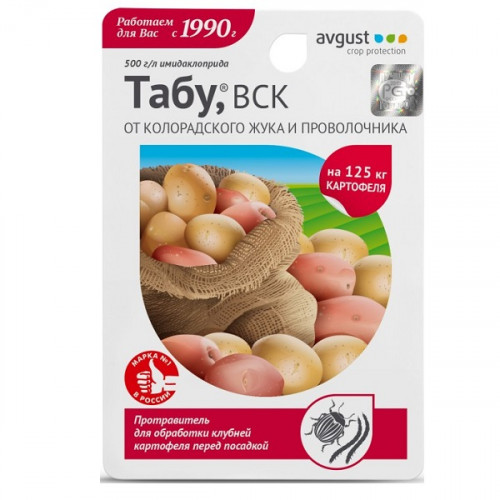 Работаем
для Вас с 1990г
avgust
crop protection
500 г/л имидаклоприда
Табу,® ВСК
ОТ КОЛОРАДСКОГО ЖУКА И ПРОВОЛОЧНИКА
на 125 кг
КАРТОФЕЛЯ
МАРКА №1
В РОССИИ
Протравитель
для обработки клубней
картофеля перед посадкой